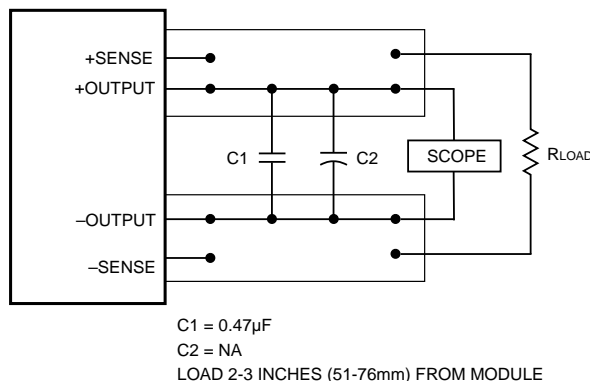 +SENSE
+OUTPUT
C1
C2
SCOPE
RLOAD
–OUTPUT
–SENSE
C1 = 0.47µF
C2 = NA
LOAD 2-3 INCHES (51-76mm) FROM MODULE